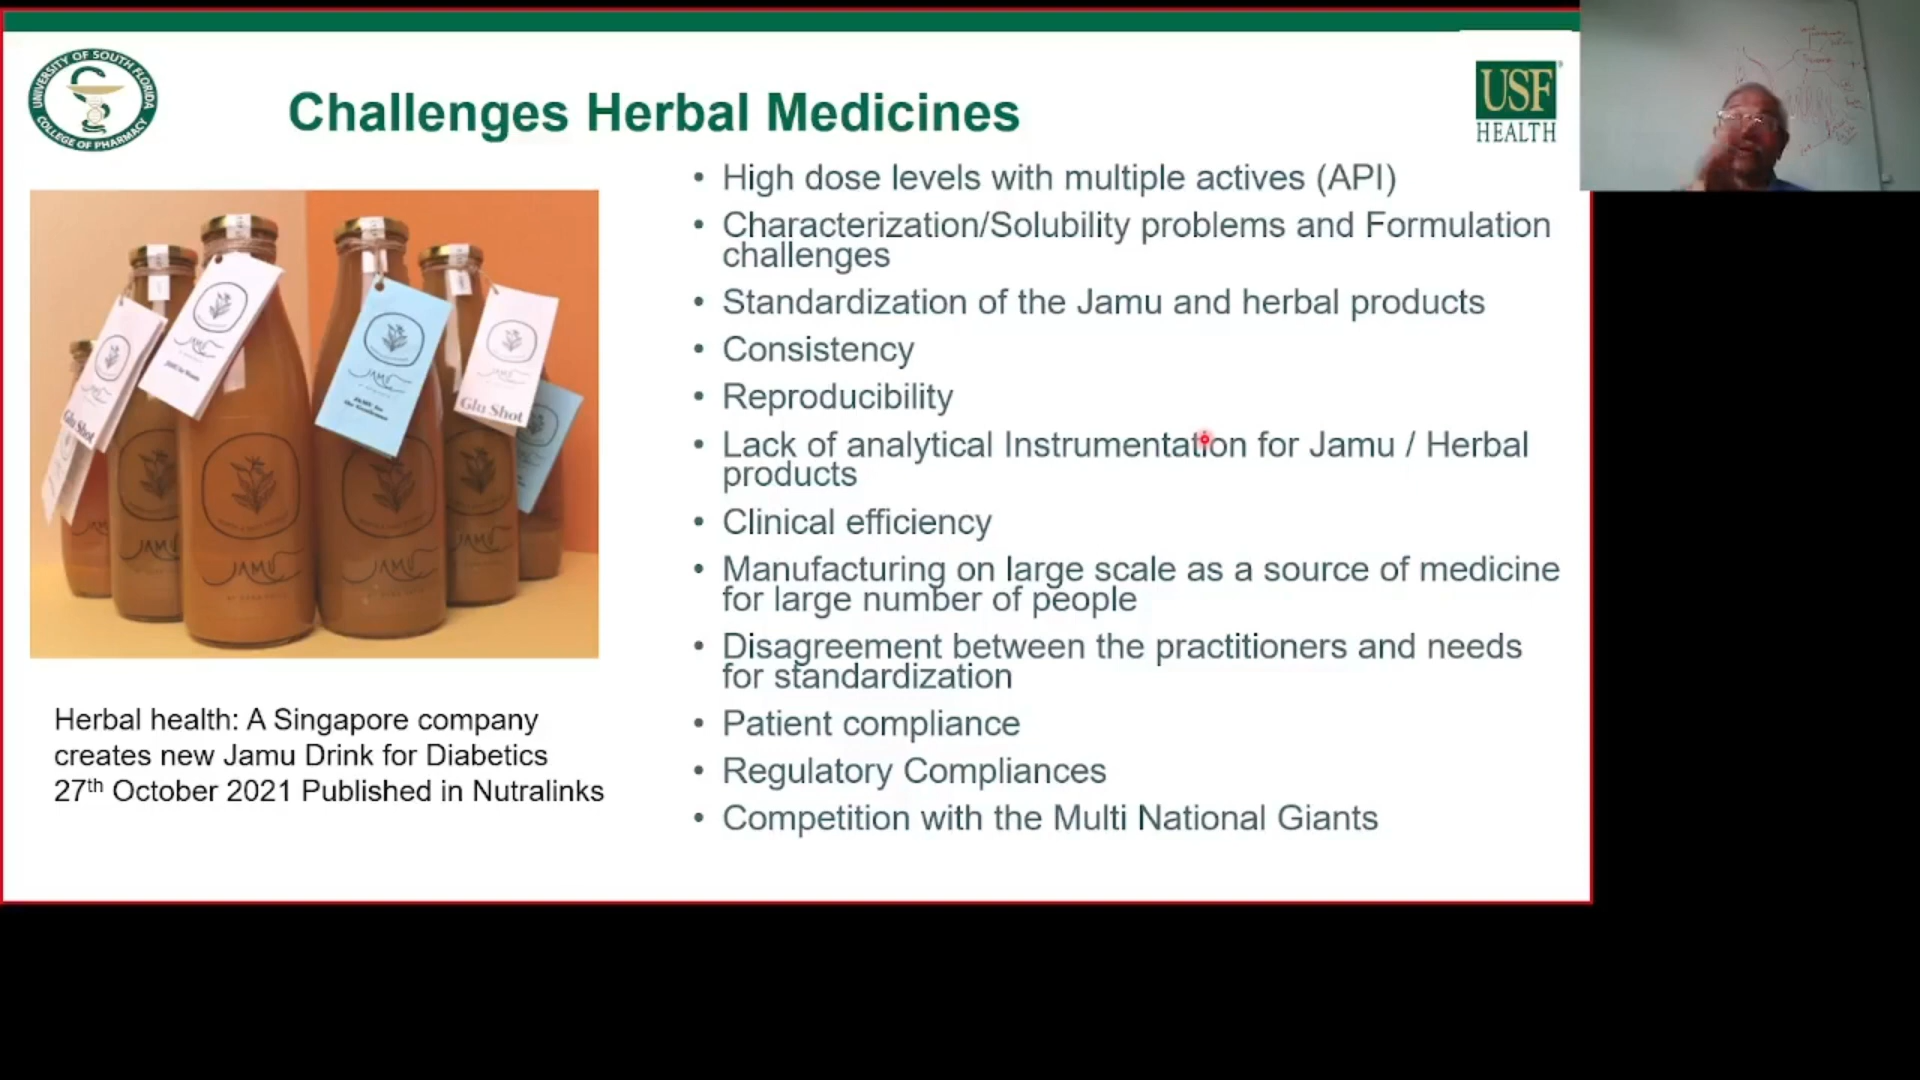 UNIVERSITY OF SOUTH FLORIDA
COLLEGE OF PHARMACY
Challenges Herbal Medicines
USF
HEALTH
• High dose levels with multiple actives (API)
• Characterization/Solubility problems and Formulation
challenges
• Standardization of the Jamu and herbal products
• Consistency
• Reproducibility
• Lack of analytical Instrumentation for Jamu / Herbal
products
• Clinical efficiency
• Manufacturing on large scale as a source of medicine
for large number of people
• Disagreement between the practitioners and needs
for standardization
• Patient compliance
• Regulatory Compliances
• Competition with the Multi National Giants
Glu Shot
JAMU
JAMU
Glu Shot
JAMU
JAMU
JAMU
JAMU
Herbal health: A Singapore company
creates new Jamu Drink for Diabetics
27th October 2021 Published in Nutralinks